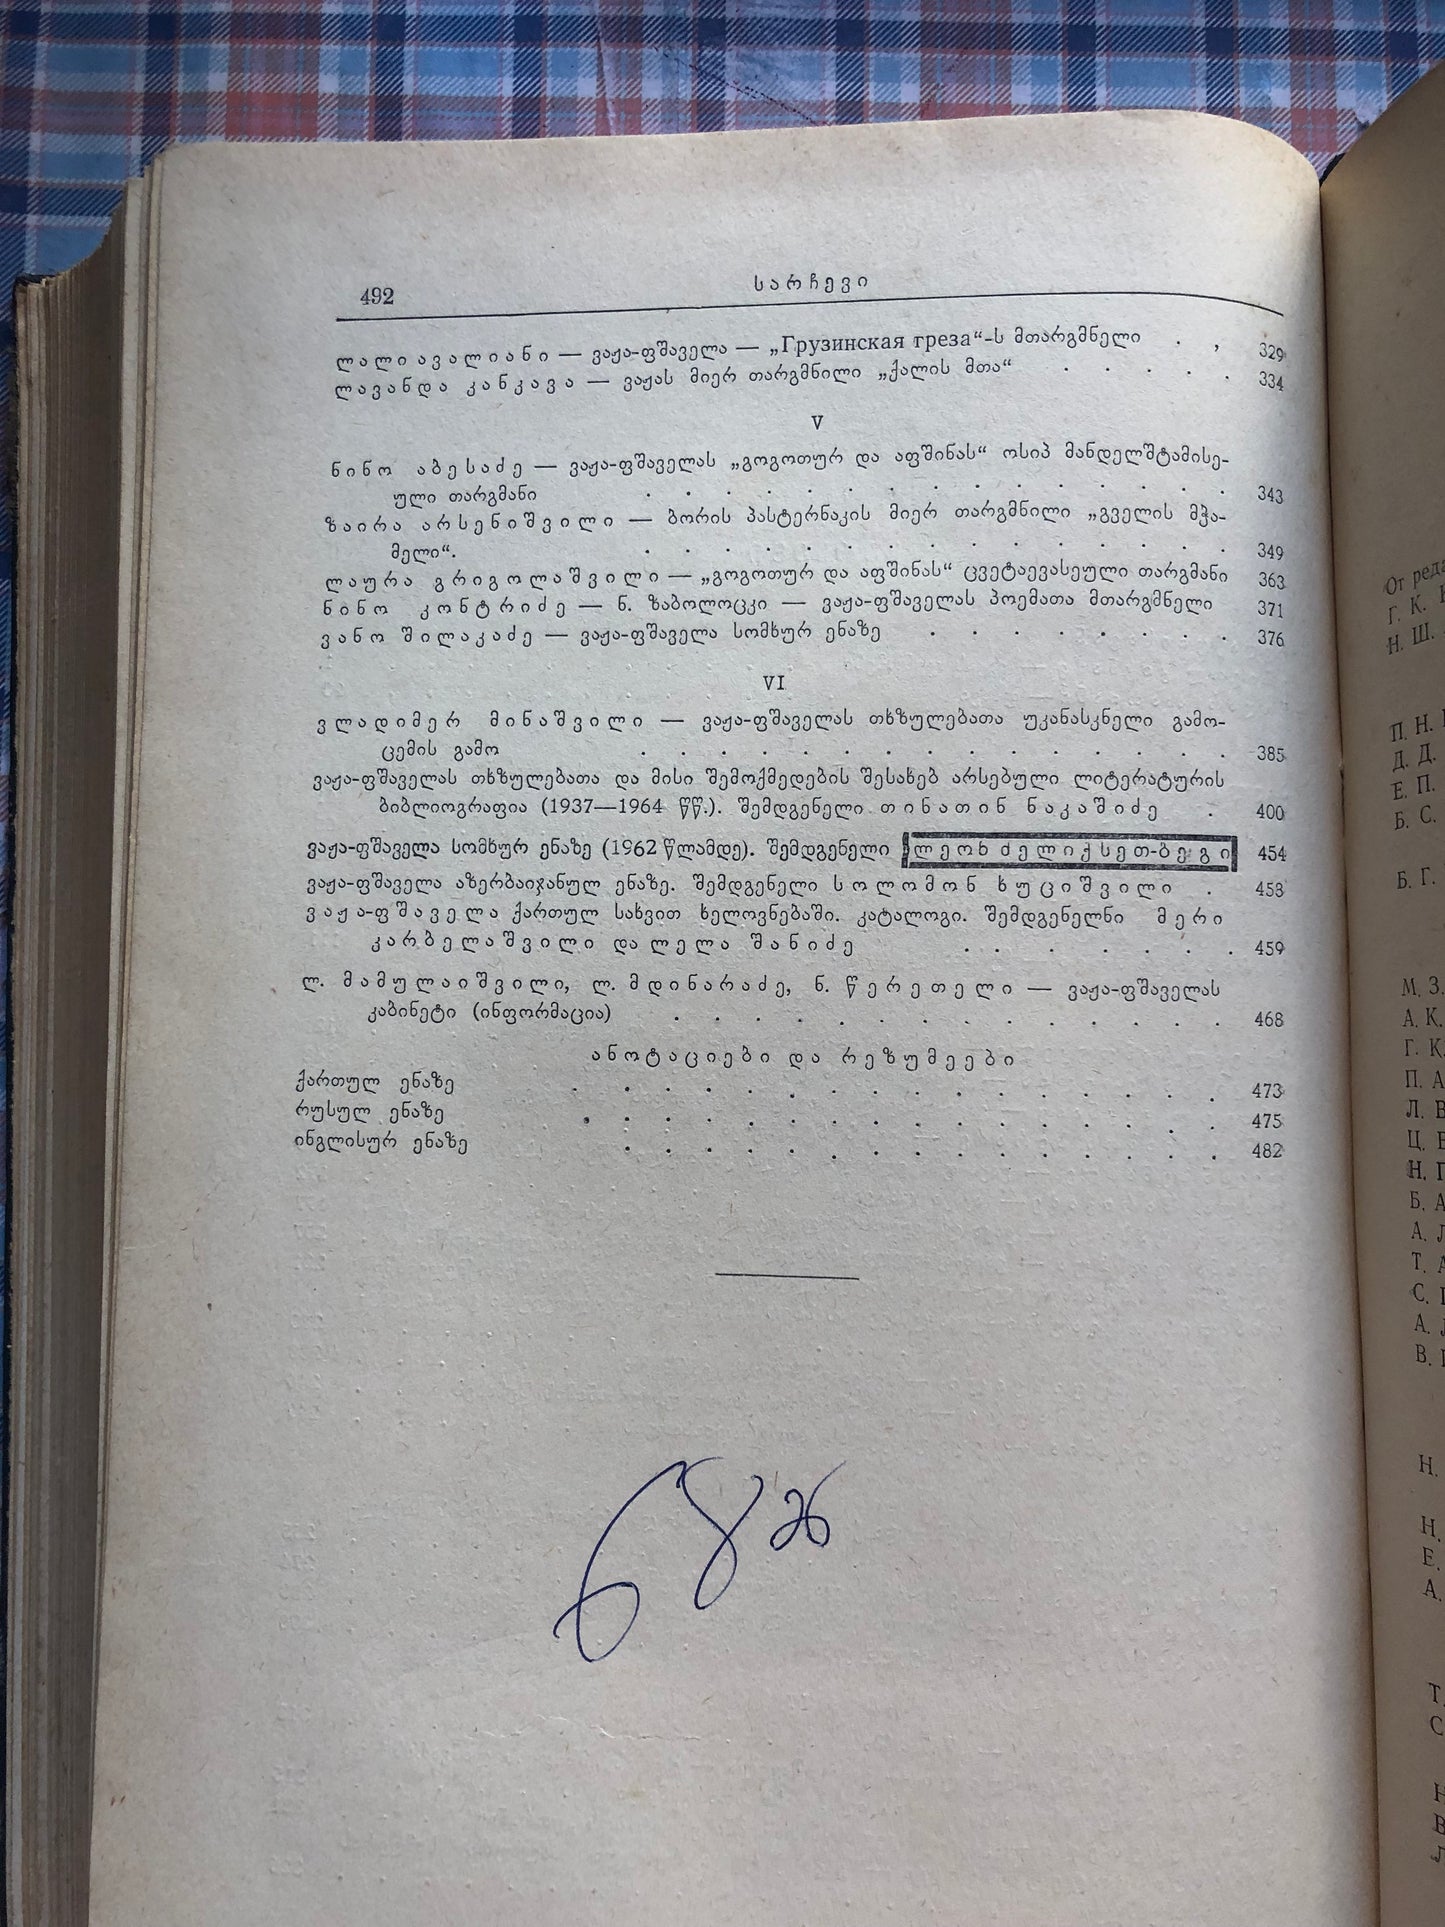 492
სარჩევი
ლალი ავალიანი — ვაჟა-ფშაველა — „Грузинская греза“-ს მთარგმნელი . , 329
ლავანდა კანკავა — ვაჟას მიერ თარგმნილი „ქალის მთა“ . . . . . 334
V
ნინო აბესაძე — ვაჟა-ფშაველას „გოგოთურ და აფშინას“ ოსიპ მანდელშტამისე-
ული თარგმანი . . . . . . . . . . . . . . . 343
ზაირა არსენიშვილი — ბორის პასტერნაკის მიერ თარგმნილი „გველის მჭა-
მელი“. . . . . . . . . . . . . . . . 349
ლაურა გრიგოლაშვილი — „გოგოთურ და აფშინას“ ცვეტაევასეული თარგმანი 363
ნინო კონტრიძე — ნ. ზაბოლოცკი — ვაჟა-ფშაველას პოემათა მთარგმნელი 371
ვანო შილაკაძე — ვაჟა-ფშაველა სომხურ ენაზე . . . . . . . . 376
VI
ვლადიმერ მინაშვილი — ვაჟა-ფშაველას თხზულებათა უკანასკნელი გამო-
ცემის გამო . . . . . . . . . . . . . . . 385
ვაჟა-ფშაველას თხზულებათა და მისი შემოქმედების შესახებ არსებული ლიტერატურის
ბიბლიოგრაფია (1937—1964 წწ.). შემდგენელი თინათინ ნაკაშიძე . 400
ვაჟა-ფშაველა სომხურ ენაზე (1962 წლამდე). შემდგენელი ლეონ მელიქსეთ-ბეგი 454
ვაჟა-ფშაველა აზერბაიჯანულ ენაზე. შემდგენელი სოლომონ ხუციშვილი . 458
ვაჟა-ფშაველა ქართულ სახვით ხელოვნებაში. კატალოგი. შემდგენელნი მერი
კარბელაშვილი და ლელა შანიძე . . . . . . . 459
ლ. მამულაიშვილი, ლ. მდინარაძე, ნ. წერეთელი — ვაჟა-ფშაველას
კაბინეტი (ინფორმაცია) . . . . . . . . . . . . . . 468
ანოტაციები და რეზუმეები
ქართულ ენაზე . . . . . . . . . . . . . . . . 473
რუსულ ენაზე . . . . . . . . . . . . . . . . 475
ინგლისურ ენაზე . . . . . . . . . . . . . . . 482
От
Г. К.
Н. Ш.
П. Н.
Д. Д.
Е. П.
Б. С.
Б. Г.
М. З.
А. К.
Г. К.
П. А
Л. В
Ц.
Н.
Б. А
А.
Т. А
С.
А.
В.
Н.
Н.
Е.
А.